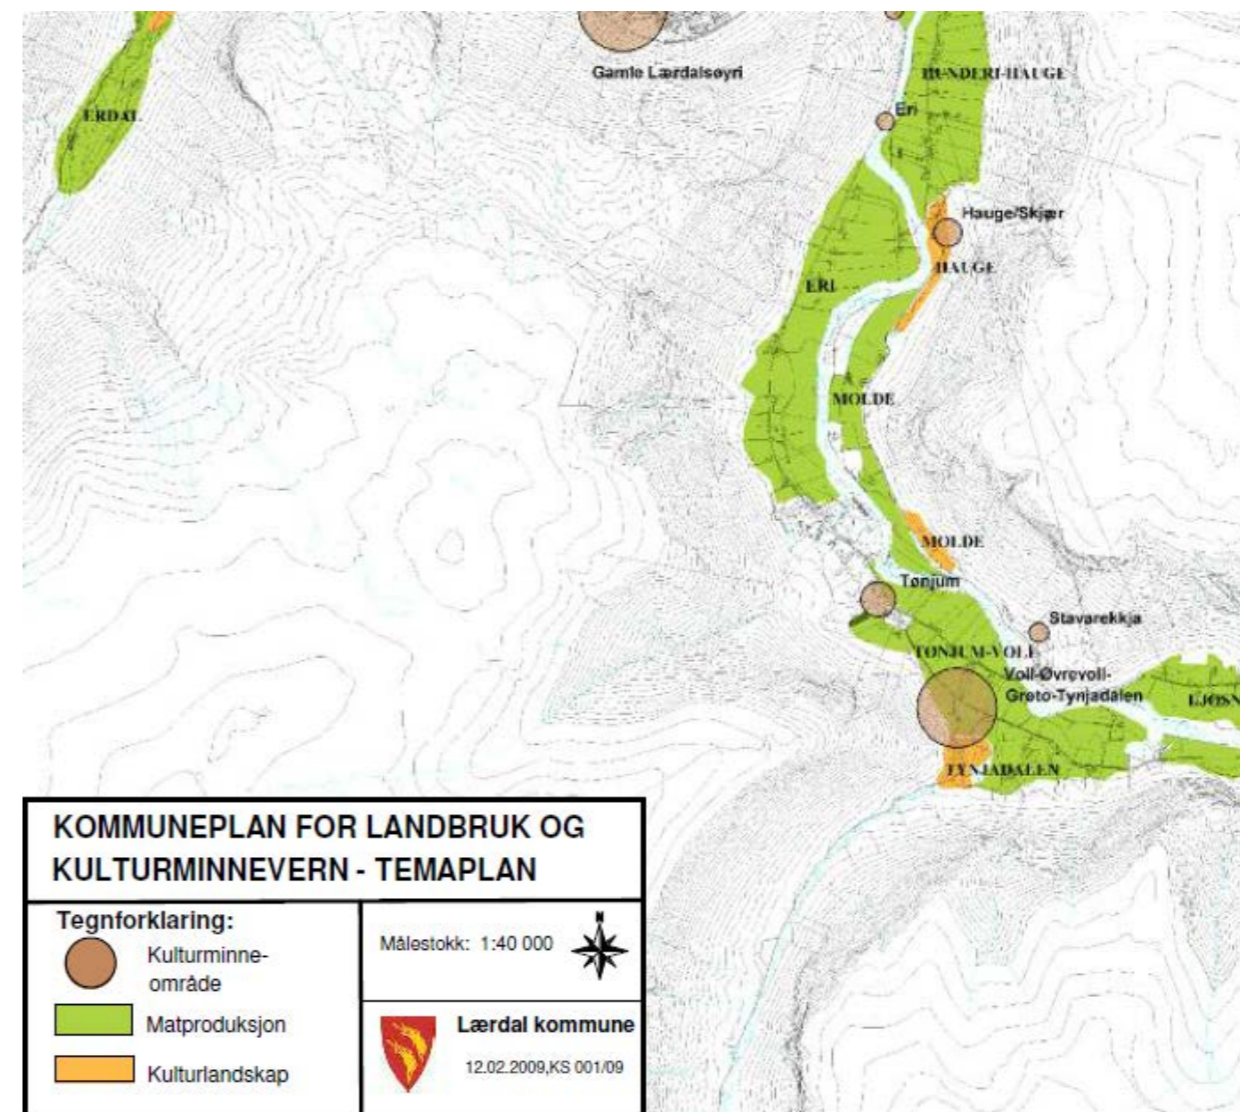 Gamle Lærdalsøyri
HUNDERI-HAUGE
ERDAL
Eri
Hauge/Skjær
HAUGE
ERI
MOLDE
MOLDE
Tønjum
Stavarekkja
TONJUM-VOLL
Voll-Øvrevoll-
Grøto-Tynjadalen
LJØSN
TYNJADALEN
KOMMUNEPLAN FOR LANDBRUK OG
KULTURMINNEVERN - TEMAPLAN
Tegnforklaring:
Kulturminne-
område
Matproduksjon
Kulturlandskap
Målestokk: 1:40 000
N
Lærdal kommune
12.02.2009,KS 001/09